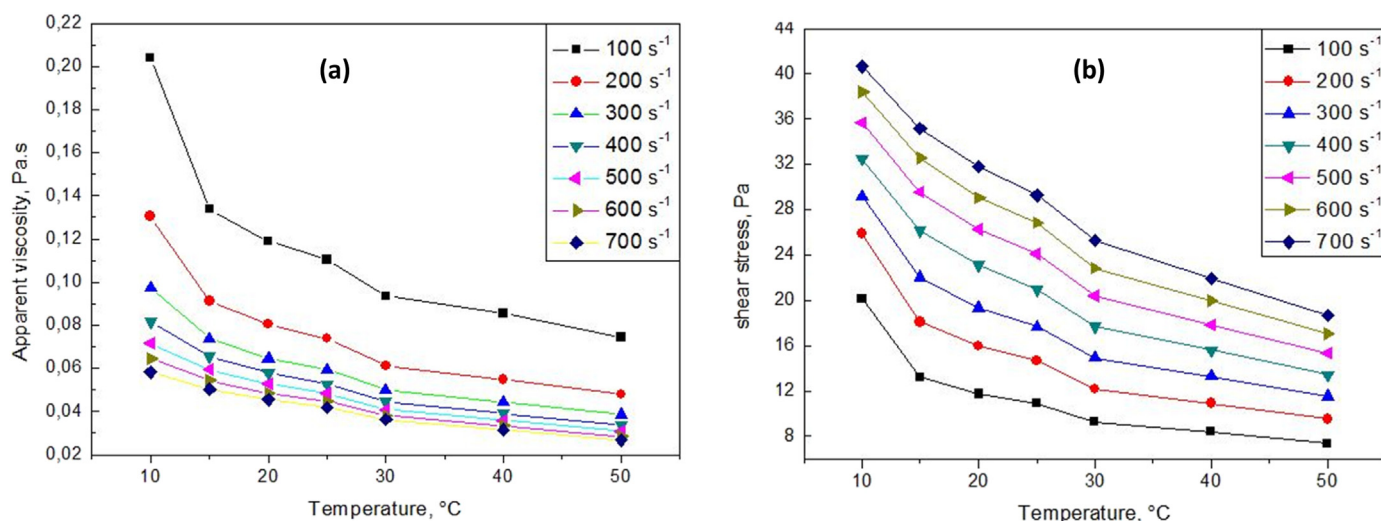 0,22
0,20
0,18
0,16
0,14
0,12
0,10
0,08
0,06
0,04
0,02
Apparent viscosity, Pa.s
(a)
100 s⁻¹
200 s⁻¹
300 s⁻¹
400 s⁻¹
500 s⁻¹
600 s⁻¹
700 s⁻¹
10 20 30 40 50
Temperature, °C
44
40
36
32
28
24
20
16
12
8
shear stress, Pa
(b)
100 s⁻¹
200 s⁻¹
300 s⁻¹
400 s⁻¹
500 s⁻¹
600 s⁻¹
700 s⁻¹
10 20 30 40 50
Temperature, °C